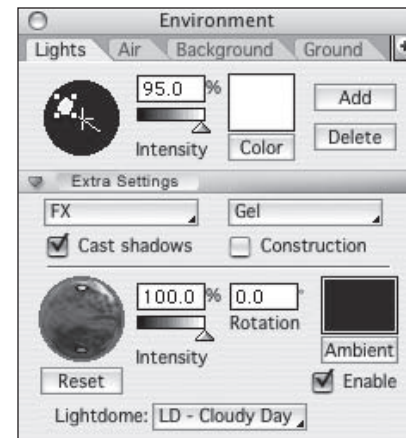 Environment
Lights Air Background Ground
95.0 %
Add
Intensity Color Delete
Extra Settings
FX Gel
Cast shadows Construction
100.0 % 0.0 °
Rotation
Intensity Ambient
Reset Enable
Lightdome: LD - Cloudy Day